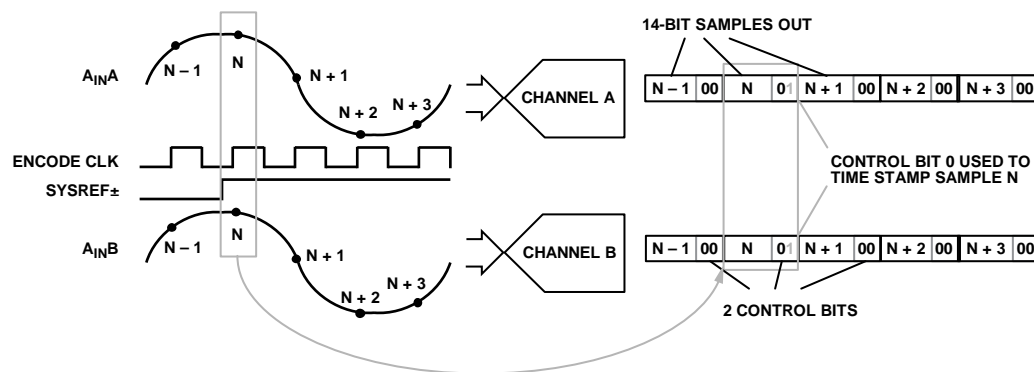 14-BIT SAMPLES OUT
AINA
N – 1
N
N + 1
N + 2
N + 3
CHANNEL A
N – 1 00 N 01 N + 1 00 N + 2 00 N + 3 00
ENCODE CLK
SYSREF±
CONTROL BIT 0 USED TO
TIME STAMP SAMPLE N
AINB
N – 1
N
N + 1
N + 2
N + 3
CHANNEL B
N – 1 00 N 01 N + 1 00 N + 2 00 N + 3 00
2 CONTROL BITS